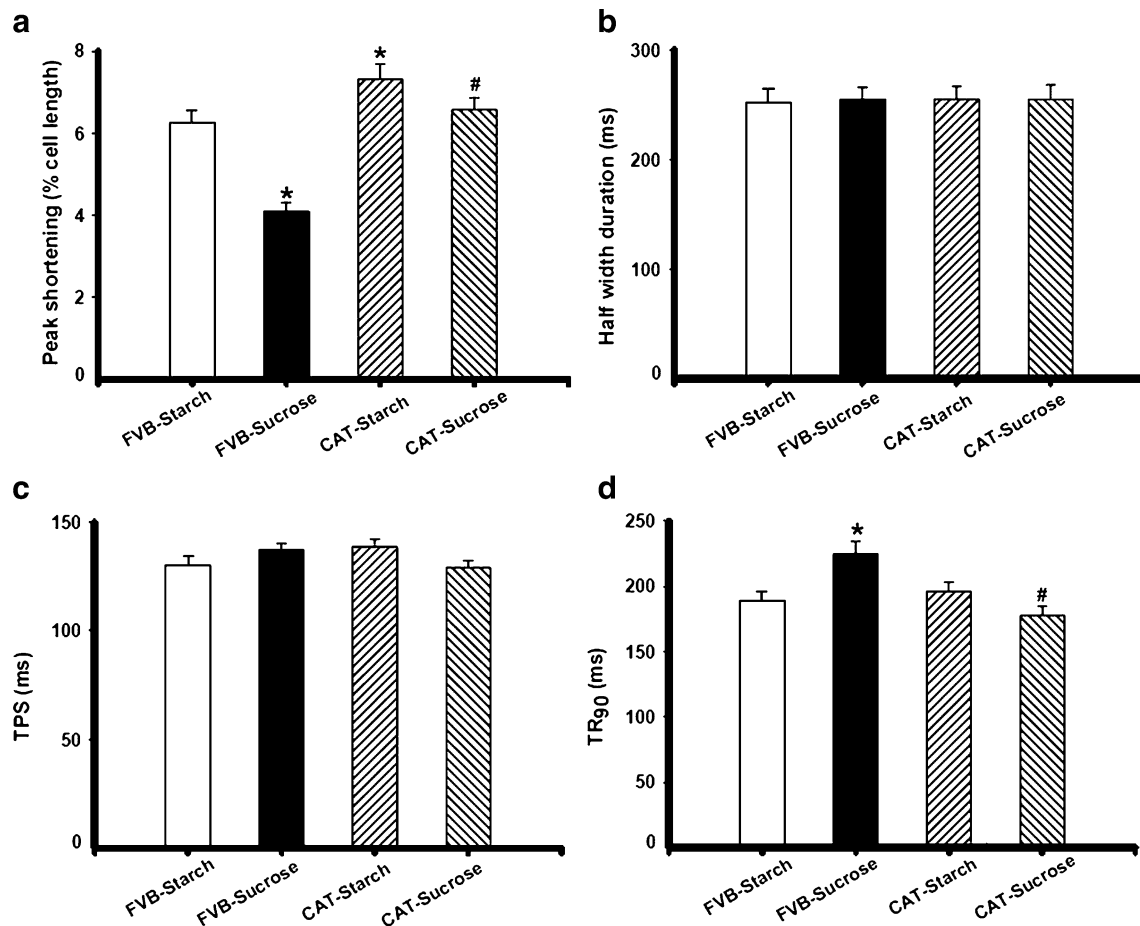 a
Peak shortening (% cell length)
8
6
4
2
0
*
*
#
FVB-Starch
FVB-Sucrose
CAT-Starch
CAT-Sucrose
b
Half width duration (ms)
300
200
100
0
FVB-Starch
FVB-Sucrose
CAT-Starch
CAT-Sucrose
c
TPS (ms)
150
100
50
0
FVB-Starch
FVB-Sucrose
CAT-Starch
CAT-Sucrose
d
TR90 (ms)
250
200
150
100
50
0
*
#
FVB-Starch
FVB-Sucrose
CAT-Starch
CAT-Sucrose